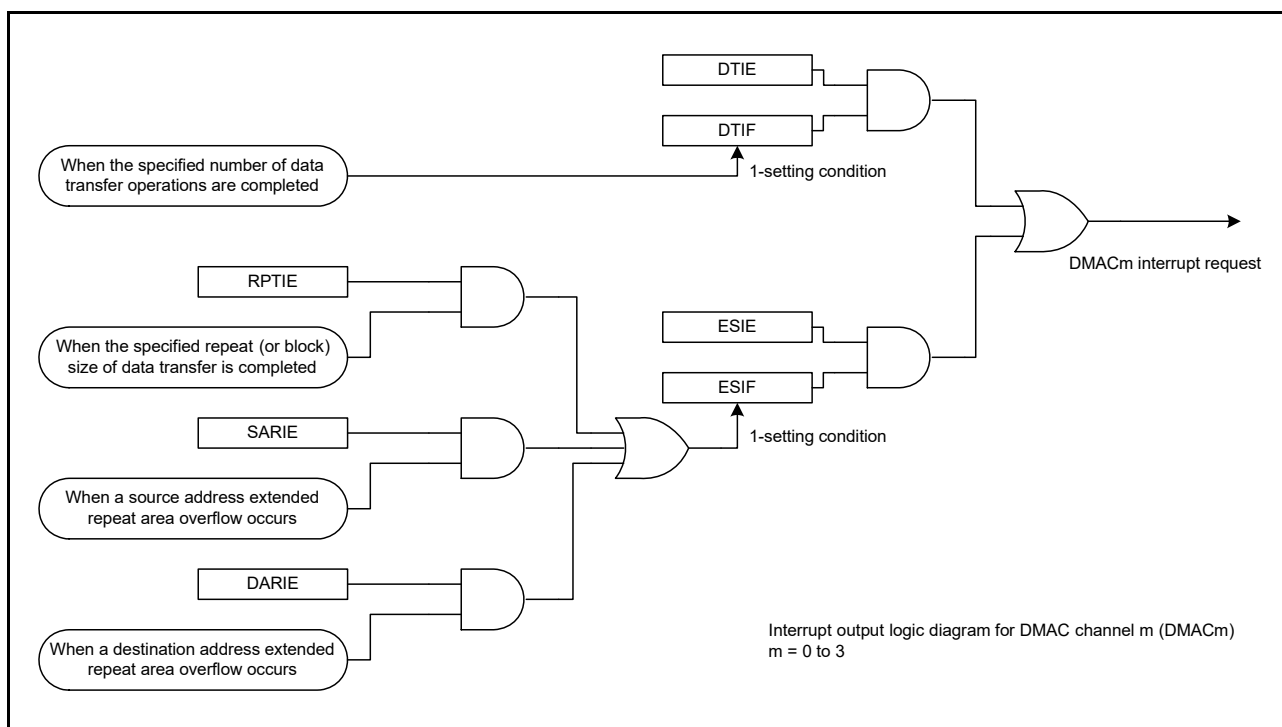 DTIE
DTIF
When the specified number of data
transfer operations are completed
1-setting condition
DMACm interrupt request
RPTIE
When the specified repeat (or block)
size of data transfer is completed
ESIE
ESIF
1-setting condition
SARIE
When a source address extended
repeat area overflow occurs
DARIE
When a destination address extended
repeat area overflow occurs
Interrupt output logic diagram for DMAC channel m (DMACm)
m = 0 to 3